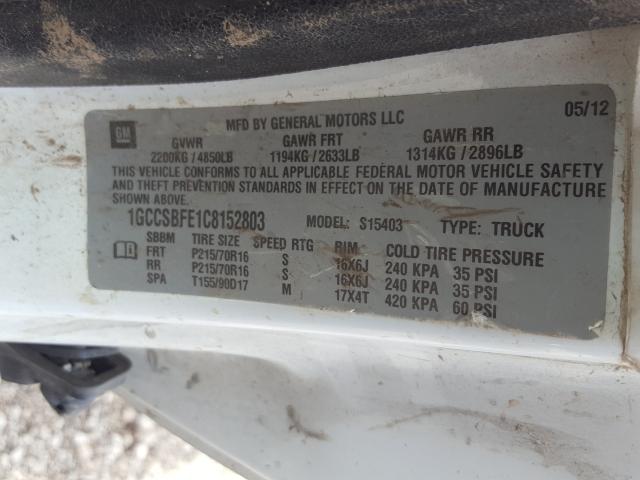 GM
MFD BY GENERAL MOTORS LLC 05/12
GVWR GAWR FRT GAWR RR
2200KG / 4850LB 1194KG / 2633LB 1314KG / 2896LB
THIS VEHICLE CONFORMS TO ALL APPLICABLE FEDERAL MOTOR VEHICLE SAFETY
AND THEFT PREVENTION STANDARDS IN EFFECT ON THE DATE OF MANUFACTURE
SHOWN ABOVE.
1GCCSBFE1C8152803 MODEL: S15403 TYPE: TRUCK
SBBM TIRE SIZE SPEED RTG RIM COLD TIRE PRESSURE
FRT P215/70R16 S 16X6J 240 KPA 35 PSI
RR P215/70R16 S 16X6J 240 KPA 35 PSI
SPA T155/90D17 M 17X4T 420 KPA 60 PSI